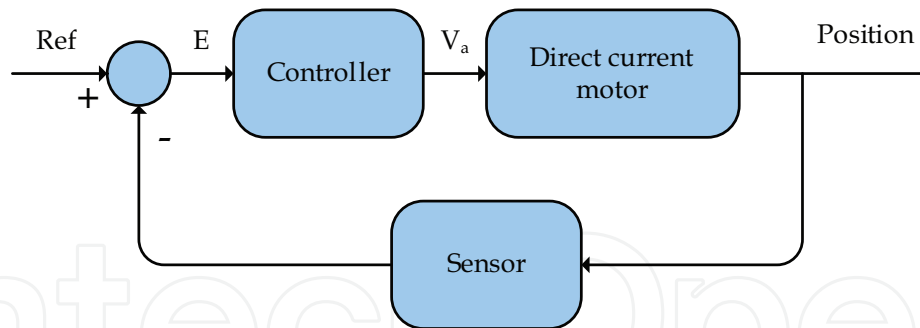 Ref
E
Controller
Vₐ
Direct current
motor
Position
+
-
Sensor